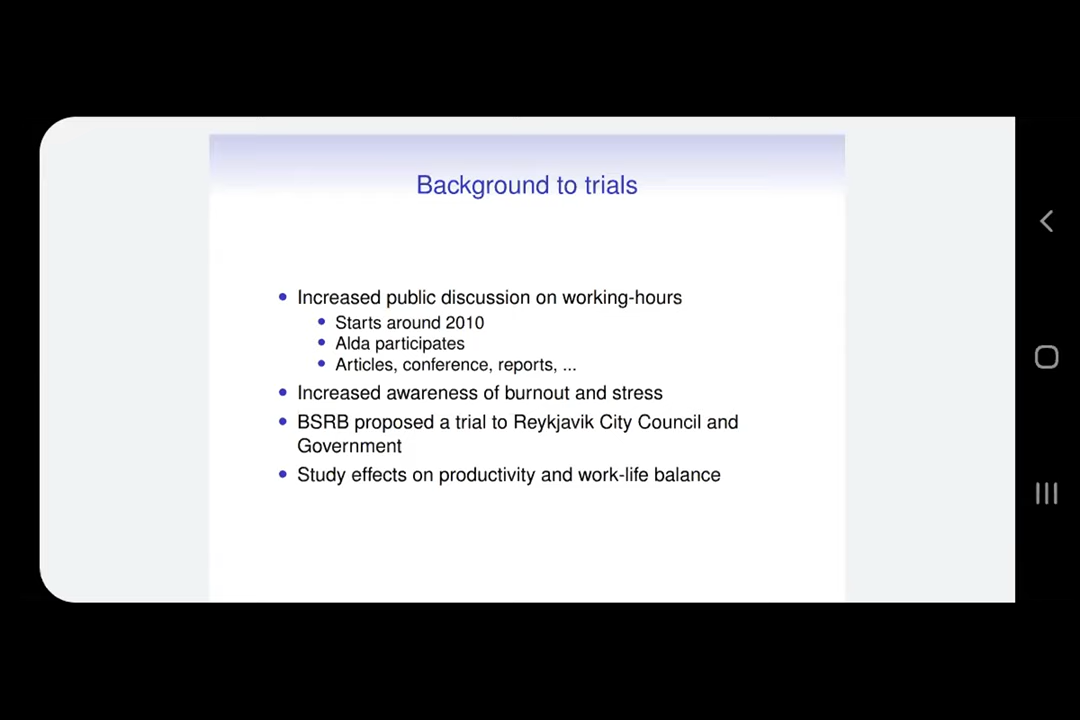 Background to trials
Increased public discussion on working-hours
Starts around 2010
Alda participates
Articles, conference, reports, ...
Increased awareness of burnout and stress
BSRB proposed a trial to Reykjavik City Council and
Government
Study effects on productivity and work-life balance